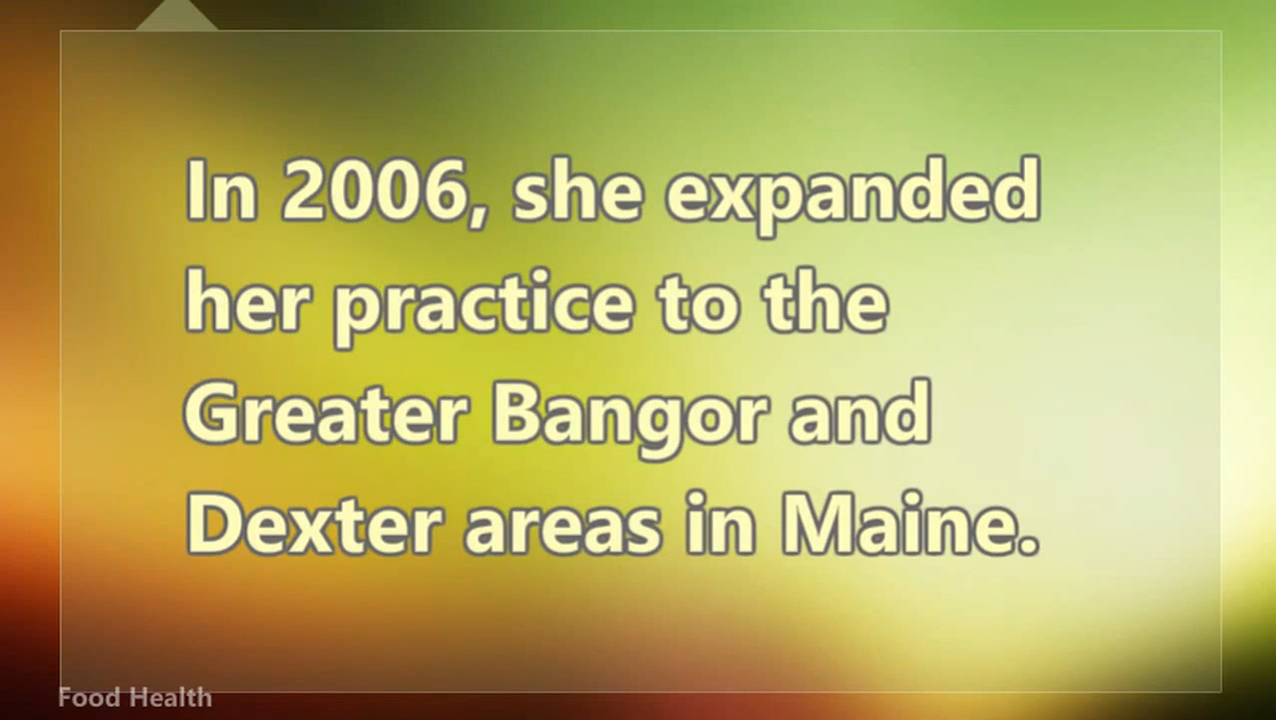 In 2006, she expanded
her practice to the
Greater Bangor and
Dexter areas in Maine.
Food Health